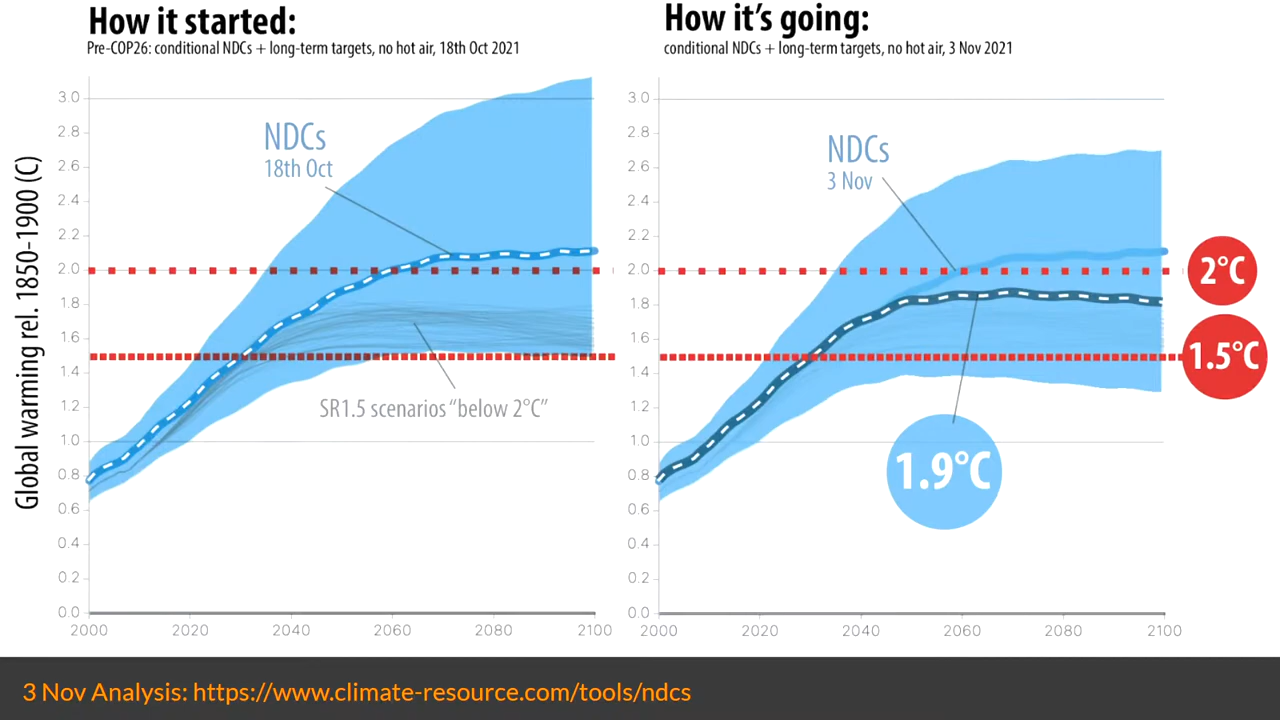 How it started:
Pre-COP26: conditional NDCs + long-term targets, no hot air, 18th Oct 2021
Global warming rel. 1850-1900 (C)
3.0
2.8
2.6
2.4
2.2
2.0
1.8
1.6
1.4
1.2
1.0
0.8
0.6
0.4
0.2
0.0
NDCs
18th Oct
SR1.5 scenarios “below 2°C”
2000 2020 2040 2060 2080 2100
How it’s going:
conditional NDCs + long-term targets, no hot air, 3 Nov 2021
3.0
2.8
2.6
2.4
2.2
2.0
1.8
1.6
1.4
1.2
1.0
0.8
0.6
0.4
0.2
0.0
NDCs
3 Nov
2°C
1.5°C
1.9°C
2000 2020 2040 2060 2080 2100
3 Nov Analysis: https://www.climate-resource.com/tools/ndcs